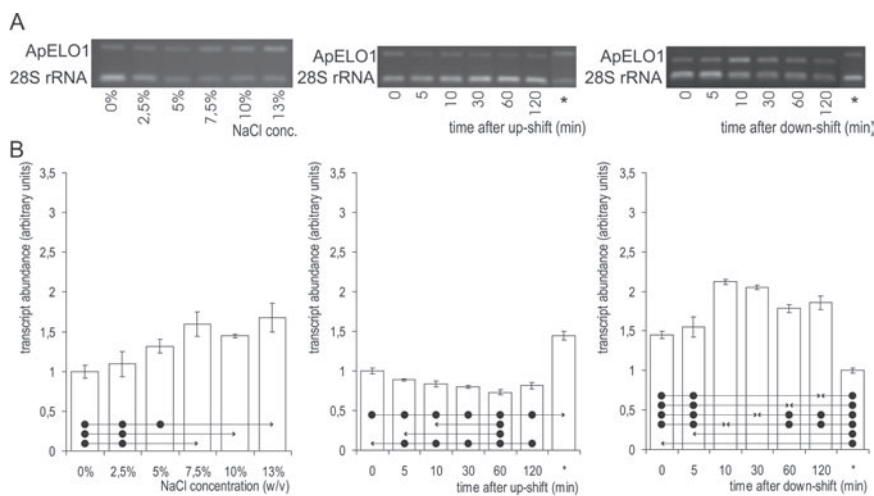 A
ApELO1
28S rRNA
0% 2,5% 5% 7,5% 10% 13%
NaCl conc.
ApELO1
28S rRNA
0 5 10 30 60 120 *
time after up-shift (min)
ApELO1
28S rRNA
0 5 10 30 60 120 *
time after down-shift (min)
B
transcript abundance (arbitrary units)
3,5
3
2,5
2
1,5
1
0,5
0
0% 2,5% 5% 7,5% 10% 13%
NaCl concentration (w/v)
transcript abundance (arbitrary units)
3,5
3
2,5
2
1,5
1
0,5
0
0 5 10 30 60 120 *
time after up-shift (min)
transcript abundance (arbitrary units)
3,5
3
2,5
2
1,5
1
0,5
0
0 5 10 30 60 120 *
time after down-shift (min)